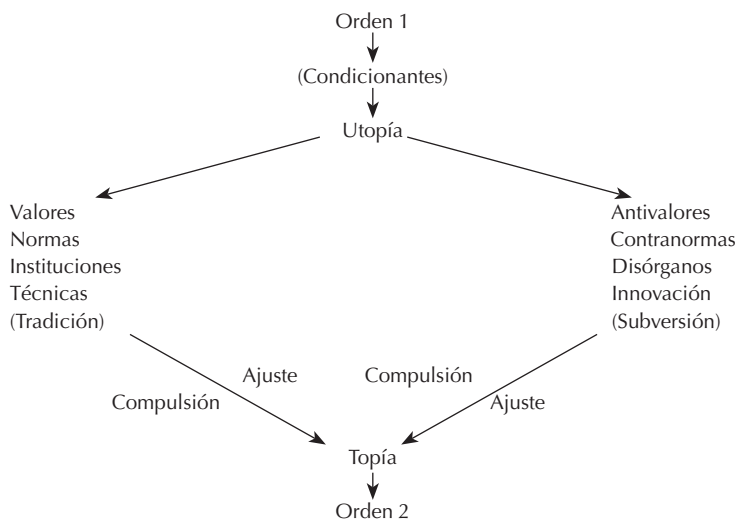 Orden 1
(Condicionantes)
Utopía
Valores
Normas
Instituciones
Técnicas
(Tradición)
Antivalores
Contranormas
Disórganos
Innovación
(Subversión)
Ajuste
Compulsión
Compulsión
Ajuste
Topía
Orden 2